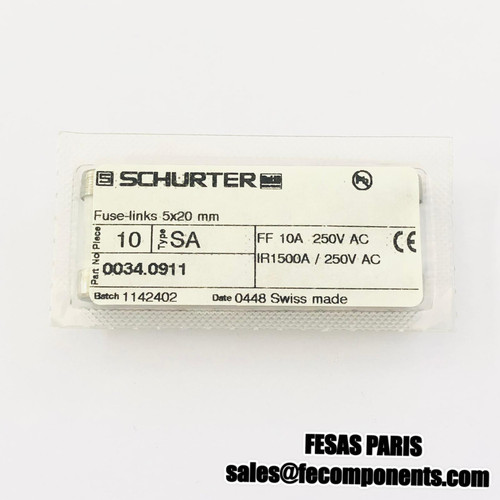 S SCHURTER
Fuse-links 5x20 mm
Piece 10 Type SA FF 10A 250V AC CE
Part No 0034.0911 IR1500A / 250V AC
Batch 1142402 Date 0448 Swiss made
FESAS PARIS
sales@fecomponents.com